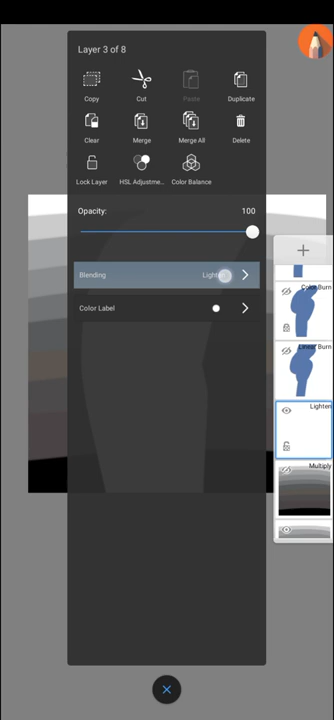 Layer 3 of 8
Copy Cut Paste Duplicate
Clear Merge Merge All Delete
Lock Layer HSL Adjustme... Color Balance
Opacity: 100
Blending Lighten
Color Label
Color Burn
Linear Burn
Lighten
Multiply